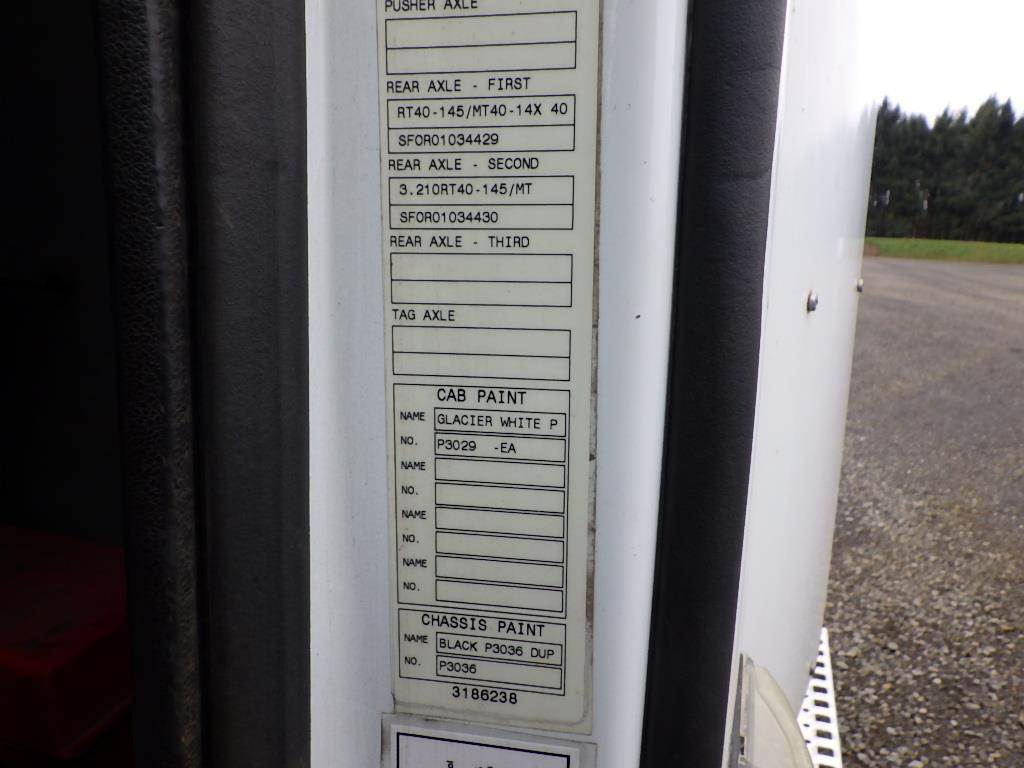 PUSHER AXLE
REAR AXLE - FIRST
RT40-145/MT40-14X 40
SFOR01034429
REAR AXLE - SECOND
3.210RT40-145/MT
SFOR01034430
REAR AXLE - THIRD
TAG AXLE
CAB PAINT
NAME GLACIER WHITE P
NO. P3029 -EA
NAME
NO.
NAME
NO.
NAME
NO.
CHASSIS PAINT
NAME BLACK P3036 DUP
NO. P3036
3186238